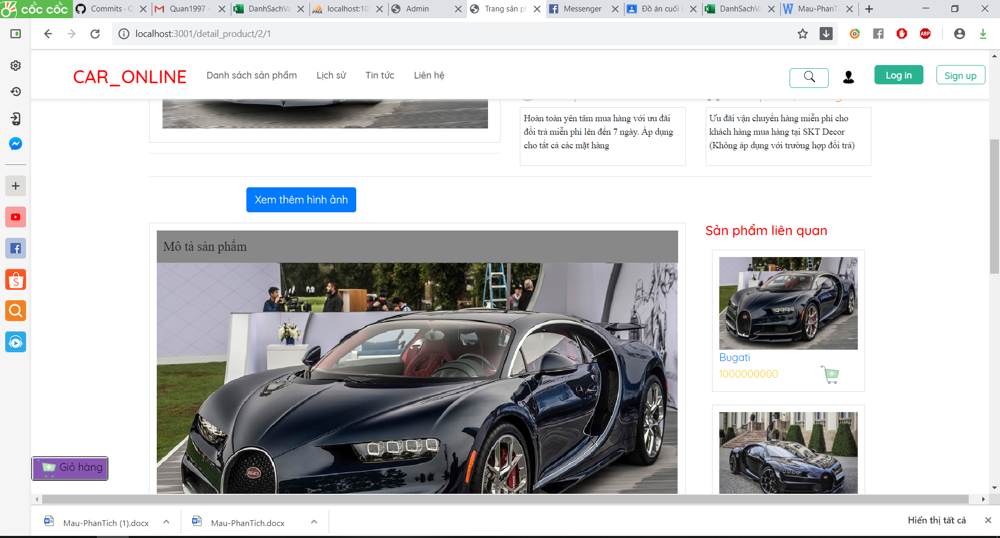 cốc cốc
Commits · Q
Quan1997 -
DanhSachVa
localhost:10
Admin
Trang sản p
Messenger
Đồ án cuối
DanhSachVa
Mau-PhanTi
localhost:3001/detail_product/2/1
CAR_ONLINE
Danh sách sản phẩm
Lịch sử
Tin tức
Liên hệ
Log in
Sign up
Hoàn toàn yên tâm mua hàng với ưu đãi
đổi trả miễn phí lên đến 7 ngày. Áp dụng
cho tất cả các mặt hàng
Ưu đãi vận chuyển hàng miễn phí cho
khách hàng mua hàng tại SKT Decor
(Không áp dụng với trường hợp đổi trả)
Xem thêm hình ảnh
Mô tả sản phẩm
BUGATTI
Sản phẩm liên quan
Bugati
1000000000
Giỏ hàng
Mau-PhanTich (1).docx
Mau-PhanTich.docx
Hiển thị tất cả